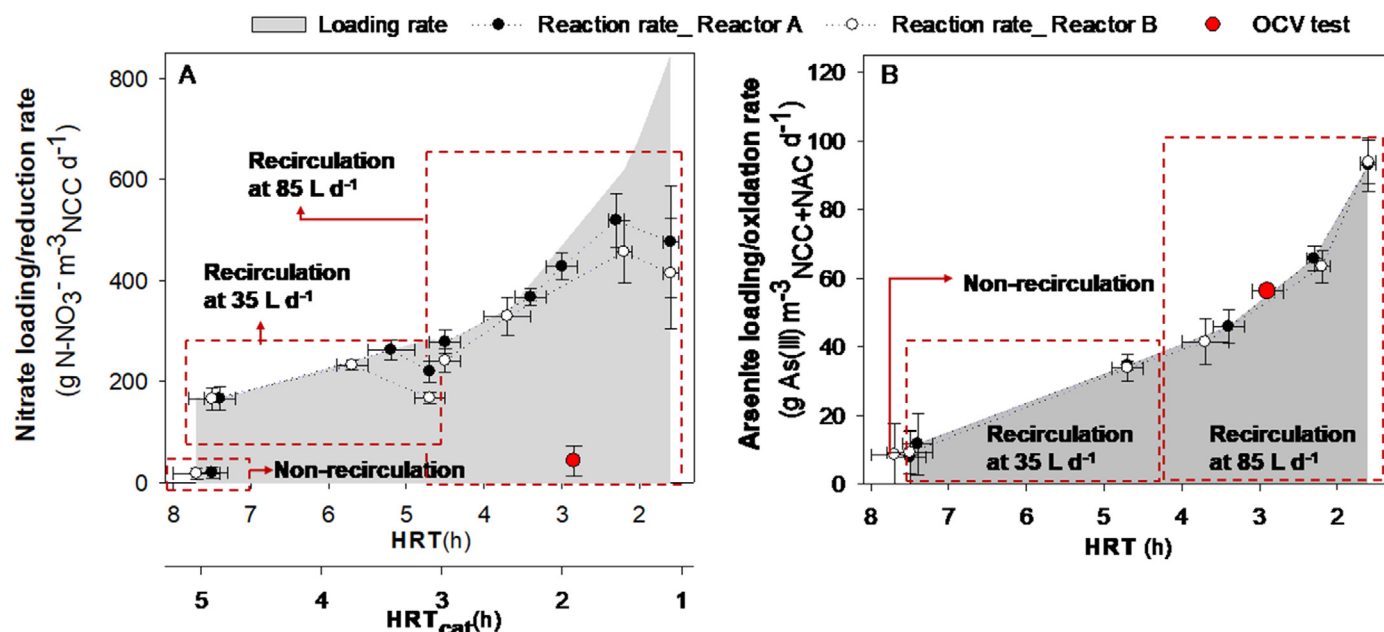 Loading rate
Reaction rate_ Reactor A
Reaction rate_ Reactor B
OCV test
A
Nitrate loading/reduction rate
(g N-NO3⁻ m⁻³NCC d⁻¹)
800
600
400
200
0
Recirculation
at 85 L d⁻¹
Recirculation
at 35 L d⁻¹
Non-recirculation
8 7 6 5 4 3 2 1
HRT(h)
5 4 3 2 1
HRTcat(h)
B
Arsenite loading/oxidation rate
(g As(III) m⁻³NCC+NAC d⁻¹)
120
100
80
60
40
20
0
Non-recirculation
Recirculation
at 35 L d⁻¹
Recirculation
at 85 L d⁻¹
8 7 6 5 4 3 2
HRT (h)